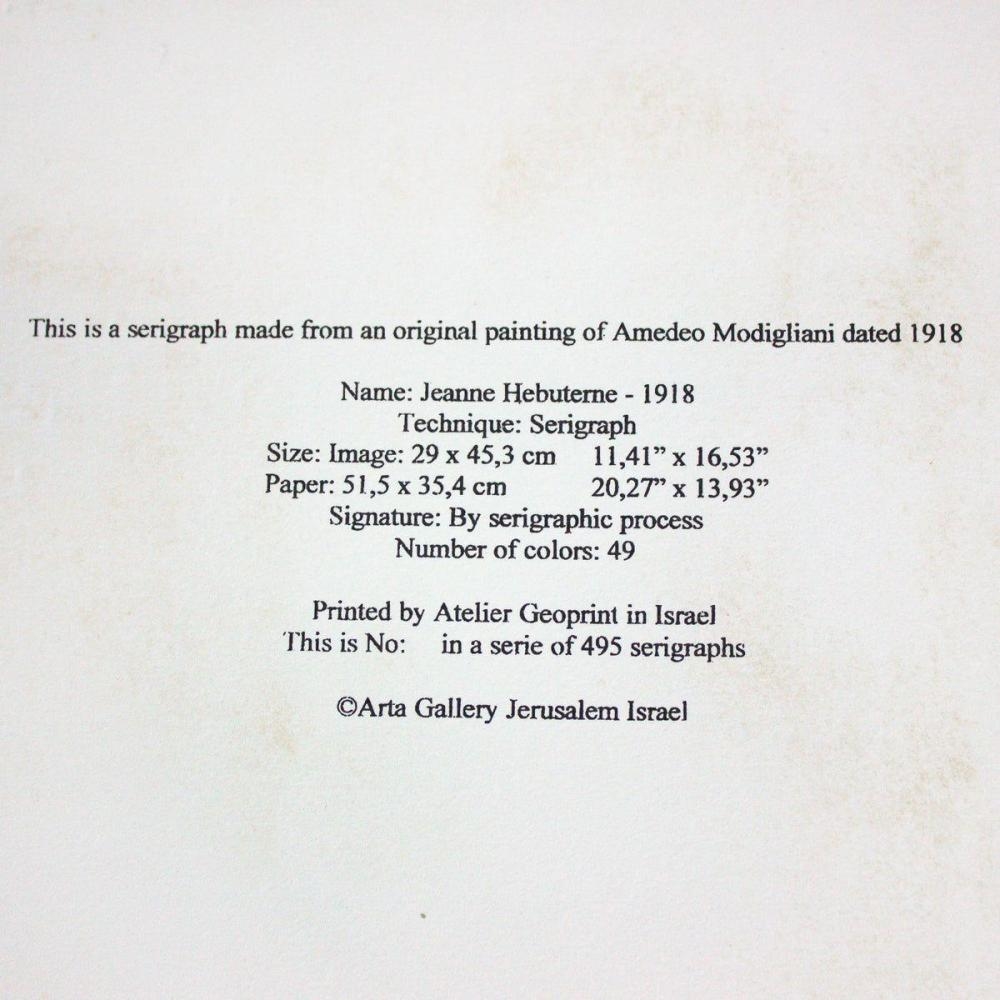 This is a serigraph made from an original painting of Amedeo Modigliani dated 1918
Name: Jeanne Hebuterne - 1918
Technique: Serigraph
Size: Image: 29 x 45,3 cm 11,41” x 16,53”
Paper: 51,5 x 35,4 cm 20,27” x 13,93”
Signature: By serigraphic process
Number of colors: 49
Printed by Atelier Geoprint in Israel
This is No: in a serie of 495 serigraphs
©Arta Gallery Jerusalem Israel